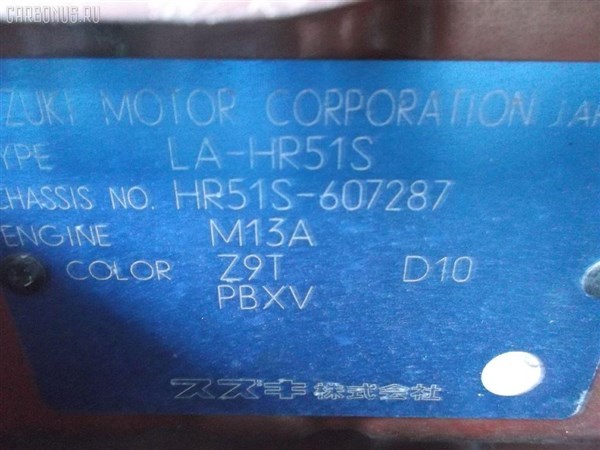 CARBONUS.RU
ZUKI MOTOR CORPORATION JAP
YPE LA-HR51S
CHASSIS NO. HR51S-607287
ENGINE M13A
COLOR Z9T D10
PBXV
スズキ株式会社